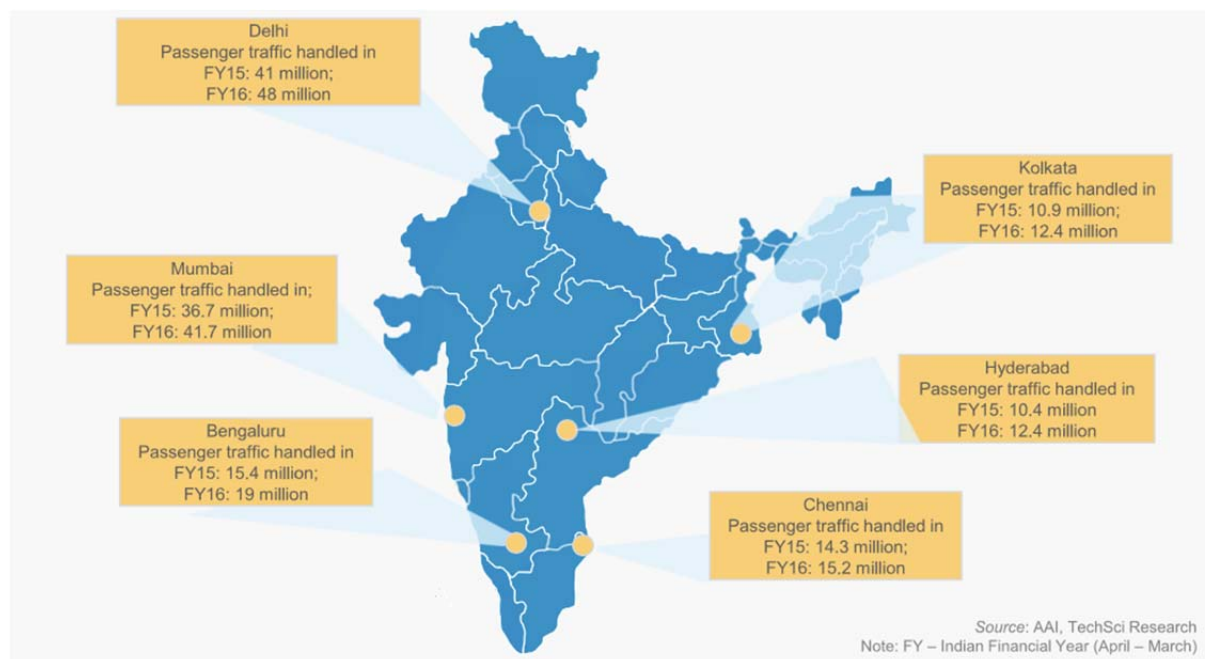 Delhi
Passenger traffic handled in
FY15: 41 million;
FY16: 48 million
Kolkata
Passenger traffic handled in
FY15: 10.9 million;
FY16: 12.4 million
Mumbai
Passenger traffic handled in;
FY15: 36.7 million;
FY16: 41.7 million
Hyderabad
Passenger traffic handled in
FY15: 10.4 million
FY16: 12.4 million
Bengaluru
Passenger traffic handled in
FY15: 15.4 million;
FY16: 19 million
Chennai
Passenger traffic handled in
FY15: 14.3 million;
FY16: 15.2 million
Source: AAI, TechSci Research
Note: FY – Indian Financial Year (April – March)